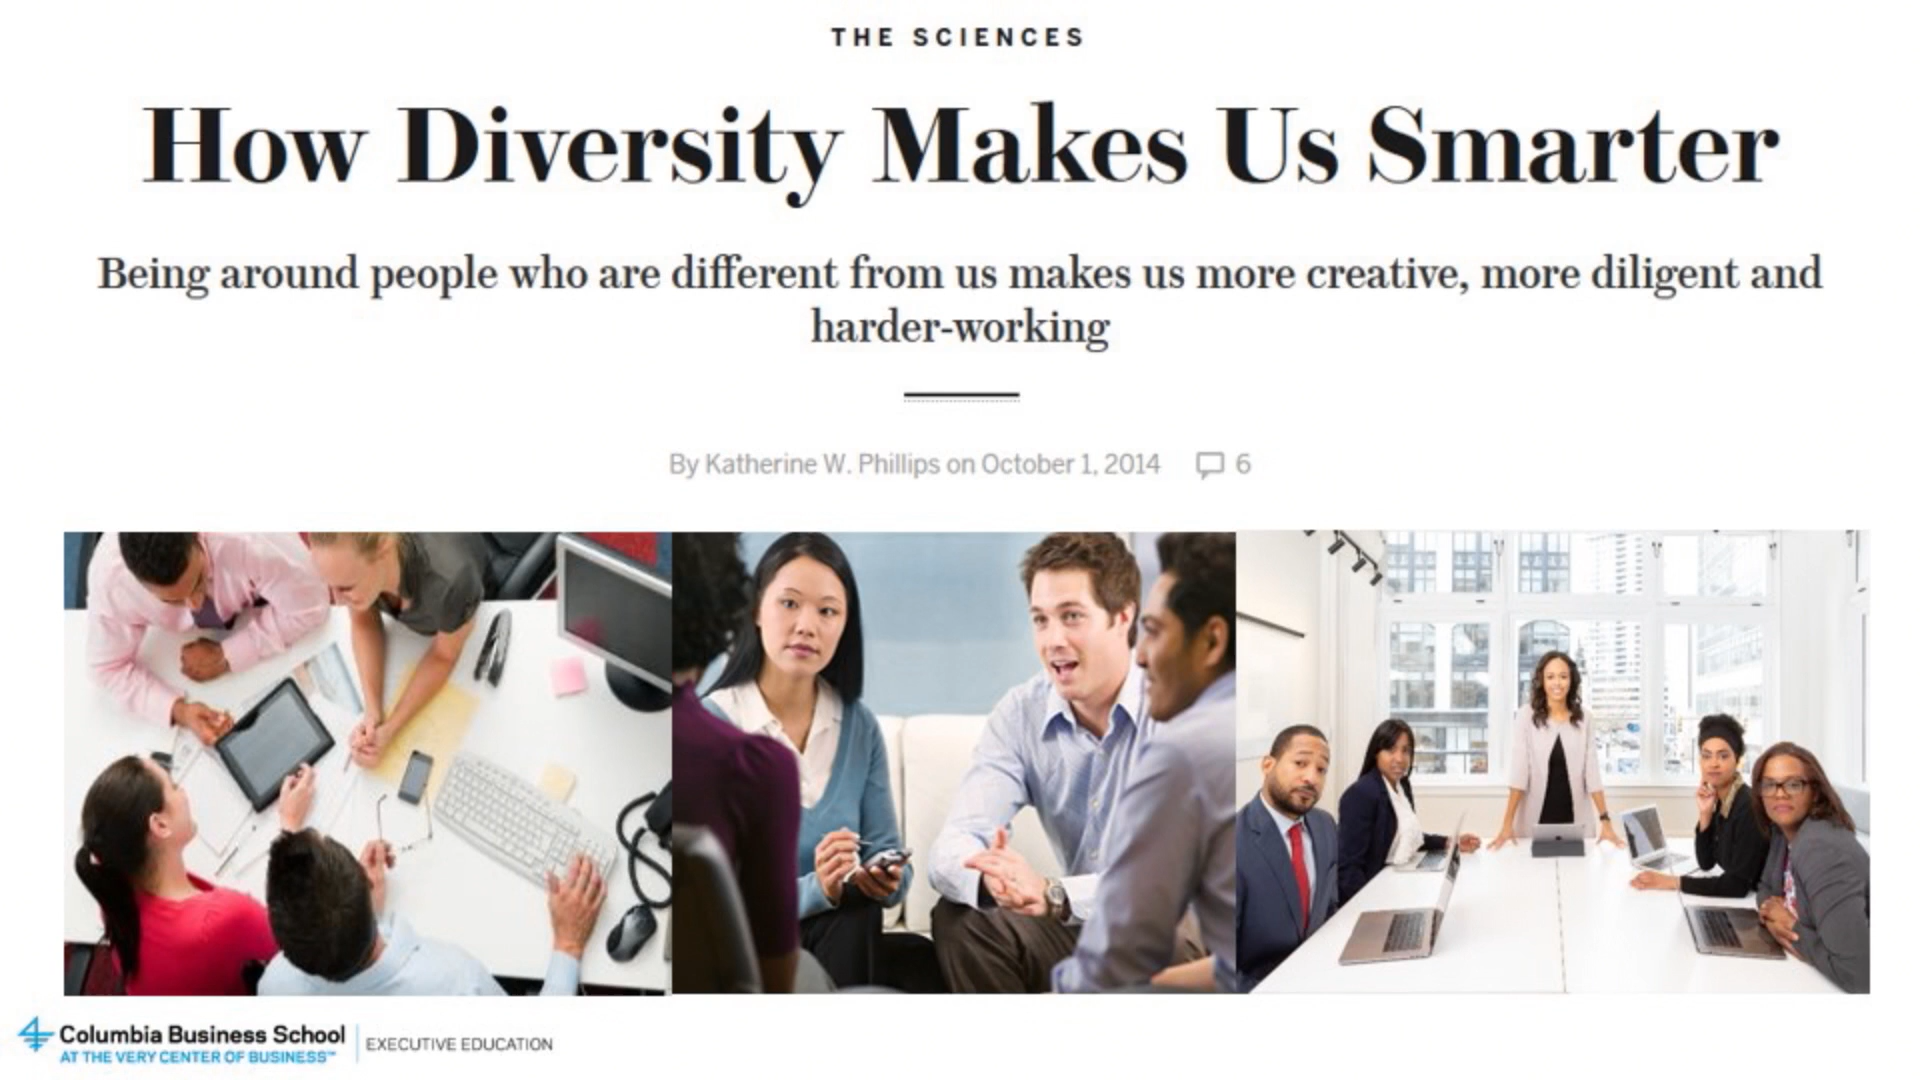 THE SCIENCES
How Diversity Makes Us Smarter
Being around people who are different from us makes us more creative, more diligent and
harder-working
By Katherine W. Phillips on October 1, 2014 6
Columbia Business School
AT THE VERY CENTER OF BUSINESS™
EXECUTIVE EDUCATION